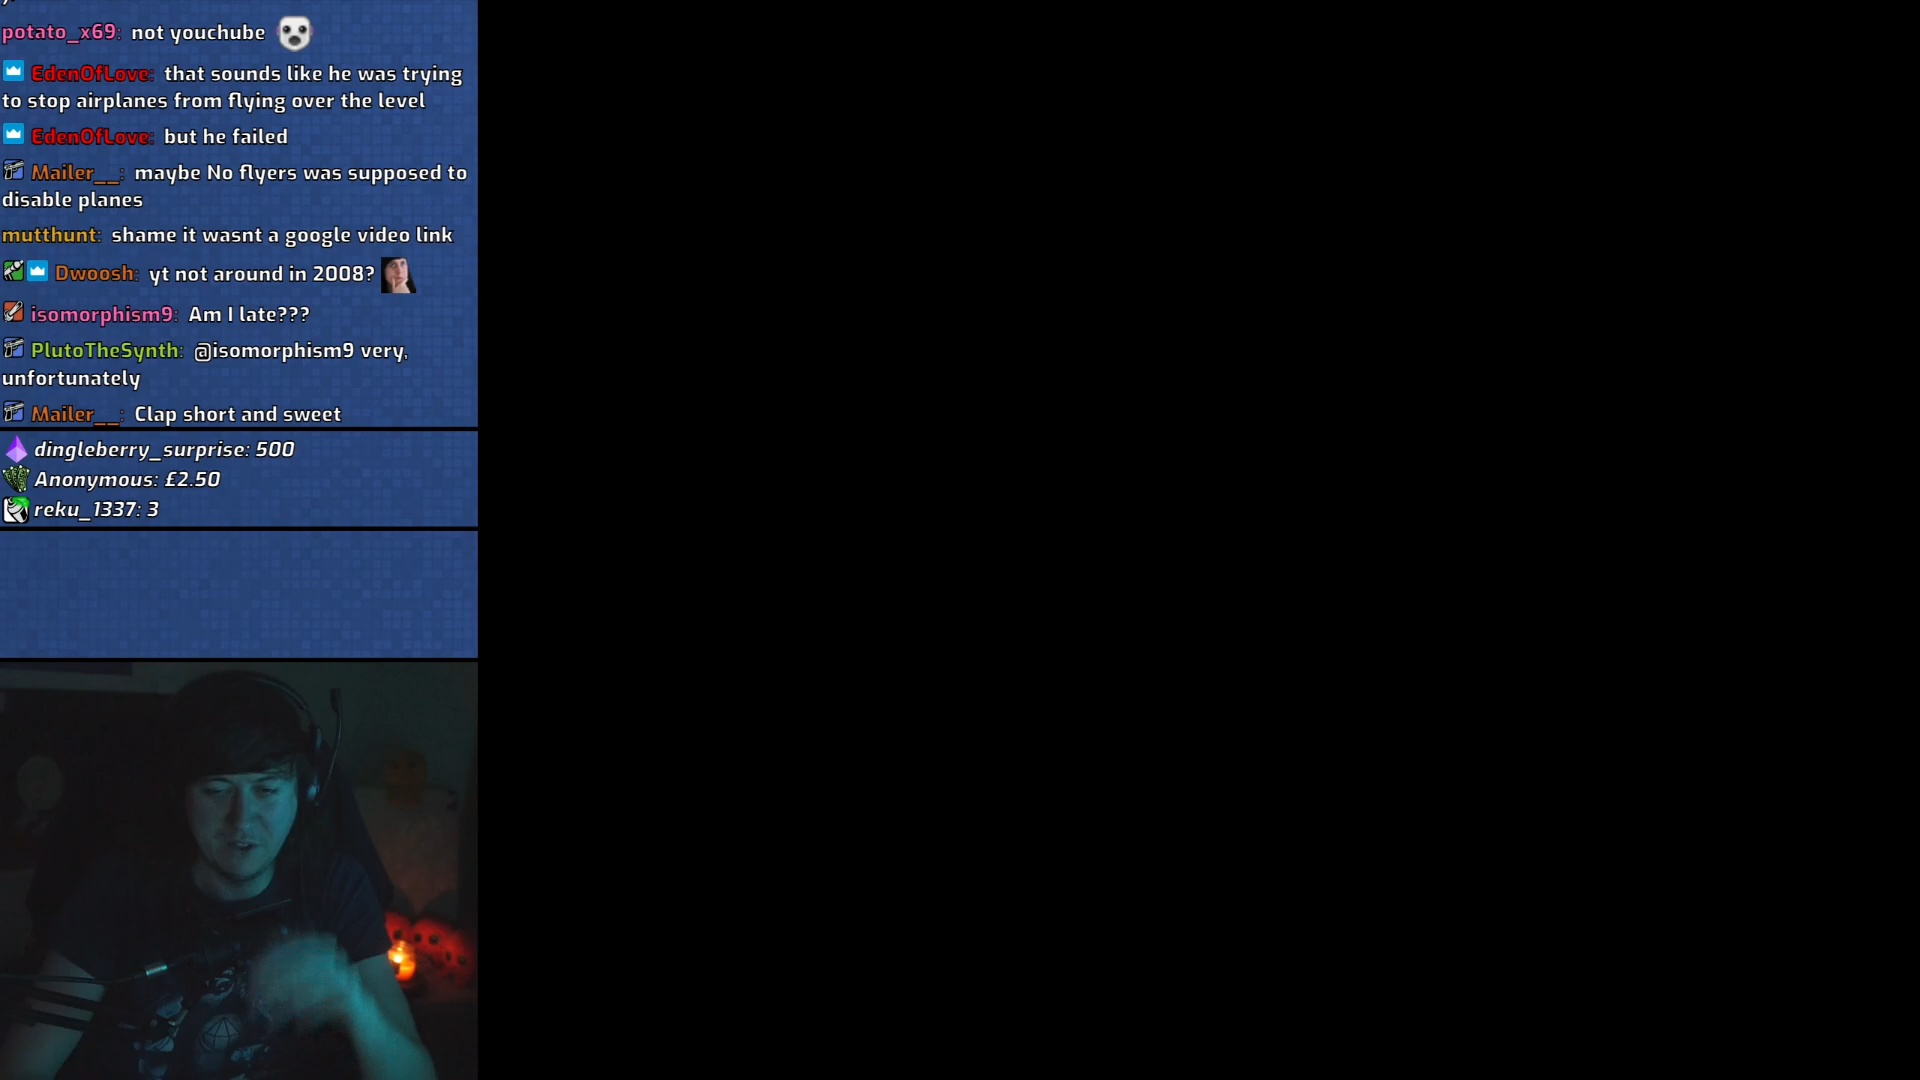 potato_x69: not youchube
EdenOfLove: that sounds like he was trying
to stop airplanes from flying over the level
EdenOfLove: but he failed
Mailer__: maybe No flyers was supposed to
disable planes
mutthunt: shame it wasnt a google video link
Dwoosh: yt not around in 2008?
isomorphism9: Am I late???
PlutoTheSynth: @isomorphism9 very,
unfortunately
Mailer__: Clap short and sweet
dingleberry_surprise: 500
Anonymous: £2.50
reku_1337: 3